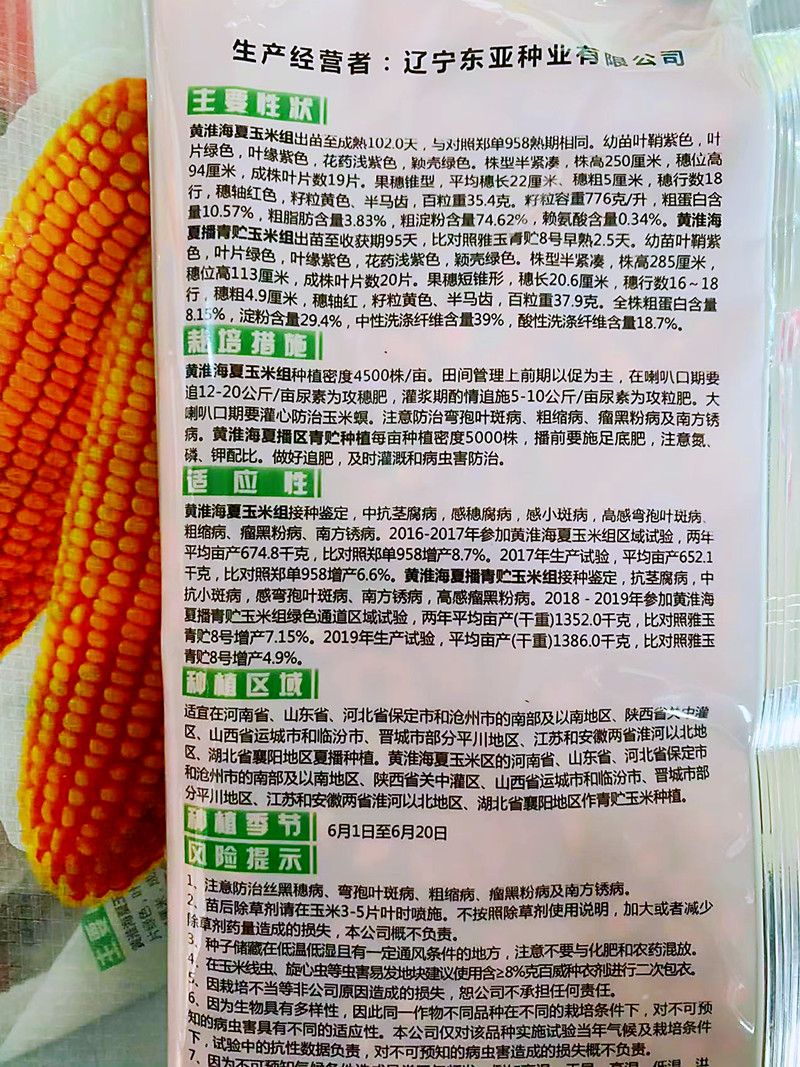 生产经营者：辽宁东亚种业有限公司
主要性状
黄淮海夏玉米组出苗至成熟102.0天，与对照郑单958熟期相同。幼苗叶鞘紫色，叶
片绿色，叶缘紫色，花药浅紫色，颖壳绿色。株型半紧凑，株高250厘米，穗位高
94厘米，成株叶片数19片。果穗锥型，平均穗长22厘米、穗粗5厘米，穗行数18
行，穗轴红色，籽粒黄色、半马齿，百粒重35.4克。籽粒容重776克/升，粗蛋白含
量10.57%，粗脂肪含量3.83%，粗淀粉含量74.62%，赖氨酸含量0.34%。黄淮海
夏播青贮玉米组出苗至收获期95天，比对照雅玉青贮8号早熟2.5天。幼苗叶鞘紫
色，叶片绿色，叶缘紫色，花药浅紫色，颖壳绿色。株型半紧凑，株高285厘米，
穗位高113厘米，成株叶片数20片。果穗短锥形，穗长20.6厘米，穗行数16～18
行，穗粗4.9厘米，穗轴红，籽粒黄色、半马齿，百粒重37.9克。全株粗蛋白含量
8.15%，淀粉含量29.4%，中性洗涤纤维含量39%，酸性洗涤纤维含量18.7%。
栽培措施
黄淮海夏玉米组种植密度4500株/亩。田间管理上前期以促为主，在喇叭口期要
追12-20公斤/亩尿素为攻穗肥，灌浆期酌情追施5-10公斤/亩尿素为攻粒肥。大
喇叭口期要灌心防治玉米螟。注意防治弯孢叶斑病、粗缩病、瘤黑粉病及南方锈
病。黄淮海夏播区青贮种植每亩种植密度5000株，播前要施足底肥，注意氮、
磷、钾配比。做好追肥，及时灌溉和病虫害防治。
适应性
黄淮海夏玉米组接种鉴定，中抗茎腐病，感穗腐病，感小斑病，高感弯孢叶斑病、
粗缩病、瘤黑粉病、南方锈病。2016-2017年参加黄淮海夏玉米组区域试验，两年
平均亩产674.8千克，比对照郑单958增产8.7%。2017年生产试验，平均亩产652.1
千克，比对照郑单958增产6.6%。黄淮海夏播青贮玉米组接种鉴定，抗茎腐病，中
抗小斑病，感弯孢叶斑病、南方锈病，高感瘤黑粉病。2018 - 2019年参加黄淮海
夏播青贮玉米组绿色通道区域试验，两年平均亩产(干重)1352.0千克，比对照雅玉
青贮8号增产7.15%。2019年生产试验，平均亩产(干重)1386.0千克，比对照雅玉
青贮8号增产4.9%。
种植区域
适宜在河南省、山东省、河北省保定市和沧州市的南部及以南地区、陕西省关中灌
区、山西省运城市和临汾市、晋城市部分平川地区、江苏和安徽两省淮河以北地
区、湖北省襄阳地区夏播种植。黄淮海夏玉米区的河南省、山东省、河北省保定市
和沧州市的南部及以南地区、陕西省关中灌区、山西省运城市和临汾市、晋城市部
分平川地区、江苏和安徽两省淮河以北地区、湖北省襄阳地区作青贮玉米种植。
种植季节 6月1日至6月20日
风险提示
1、注意防治丝黑穗病、弯孢叶斑病、粗缩病、瘤黑粉病及南方锈病。
2、苗后除草剂请在玉米3-5片叶时喷施。不按照除草剂使用说明，加大或者减少
除草剂药量造成的损失，本公司概不负责。
3、种子储藏在低温低湿且有一定通风条件的地方，注意不要与化肥和农药混放。
4、在玉米线虫、旋心虫等虫害易发地块建议使用含≥8%克百威种衣剂进行二次包衣。
5、因栽培不当等非公司原因造成的损失，恕公司不承担任何责任。
6、因为生物具有多样性，因此同一作物不同品种在不同的栽培条件下，对不可预
知的病虫害具有不同的适应性。本公司仅对该品种实施试验当年气候及栽培条件
下，试验中的抗性数据负责，对不可预知的病虫害造成的损失概不负责。
7、因为不可预知气候条件造成